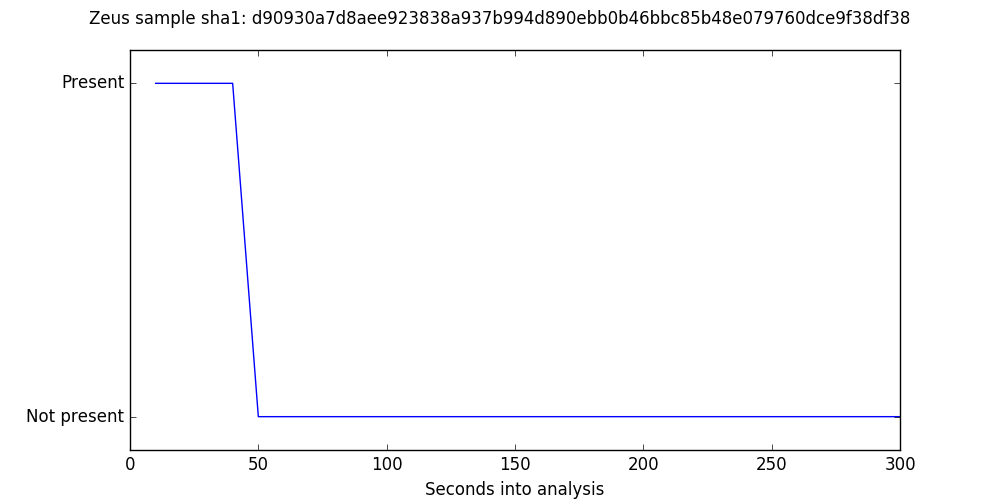 Zeus sample sha1: d90930a7d8aee923838a937b994d890ebb0b46bbc85b48e079760dce9f38df38
Present
Not present
0 50 100 150 200 250 300
Seconds into analysis